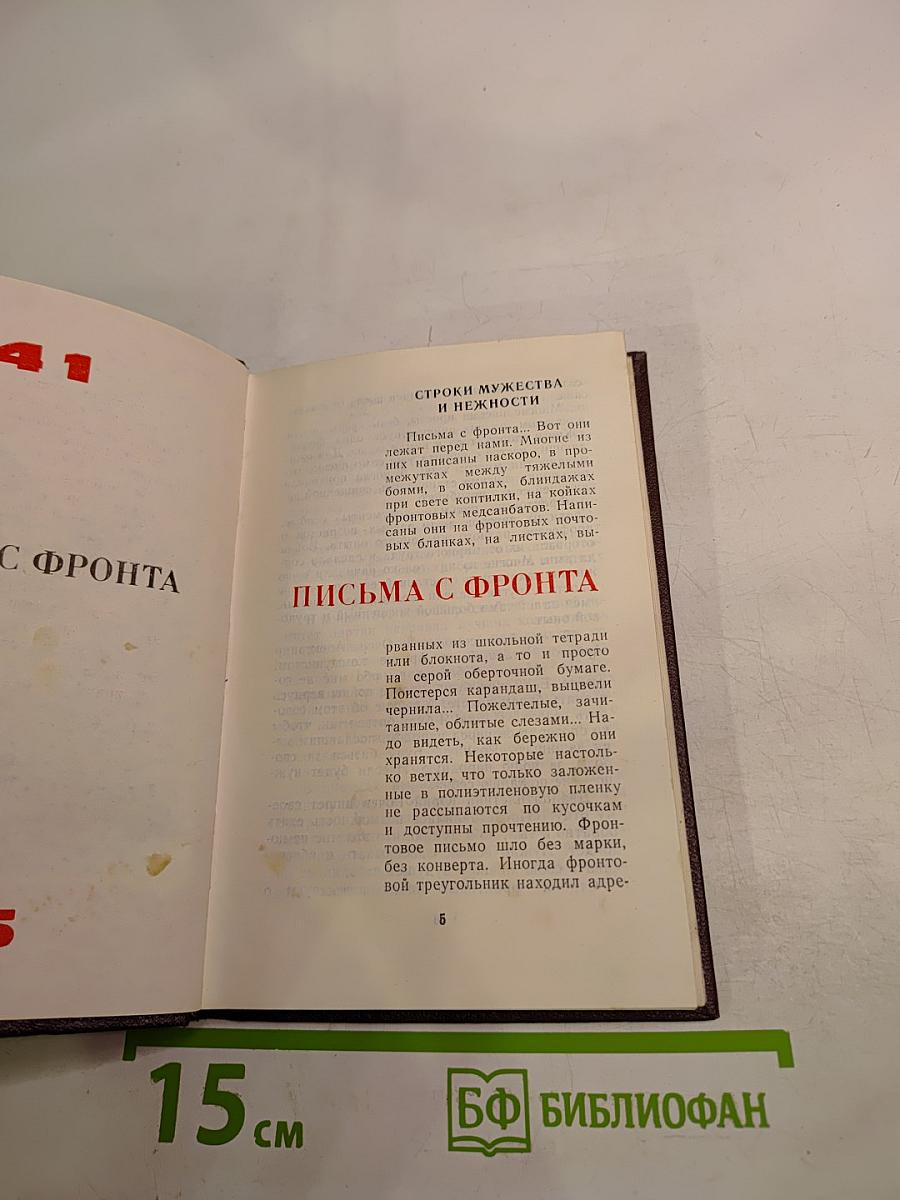 41
С ФРОНТА
5
СТРОКИ МУЖЕСТВА
И НЕЖНОСТИ
Письма с фронта... Вот они
лежат перед нами. Многие из
них написаны наскоро, в про-
межутках между тяжелыми
боями, в окопах, блиндажах
при свете коптилки, на койках
фронтовых медсанбатов. Напи-
саны они на фронтовых почто-
вых бланках, на листках, вы-
ПИСЬМА С ФРОНТА
рванных из школьной тетради
или блокнота, а то и просто
на серой оберточной бумаге.
Поистерся карандаш, выцвели
чернила... Пожелтелые, зачи-
танные, облитые слезами... На-
до видеть, как бережно они
хранятся. Некоторые настоль-
ко ветхи, что только заложен-
ные в полиэтиленовую пленку
не рассыпаются по кусочкам
и доступны прочтению. Фрон-
товое письмо шло без марки,
без конверта. Иногда фронто-
вой треугольник находил адре-
5
15 см
БФ БИБЛИОФАН